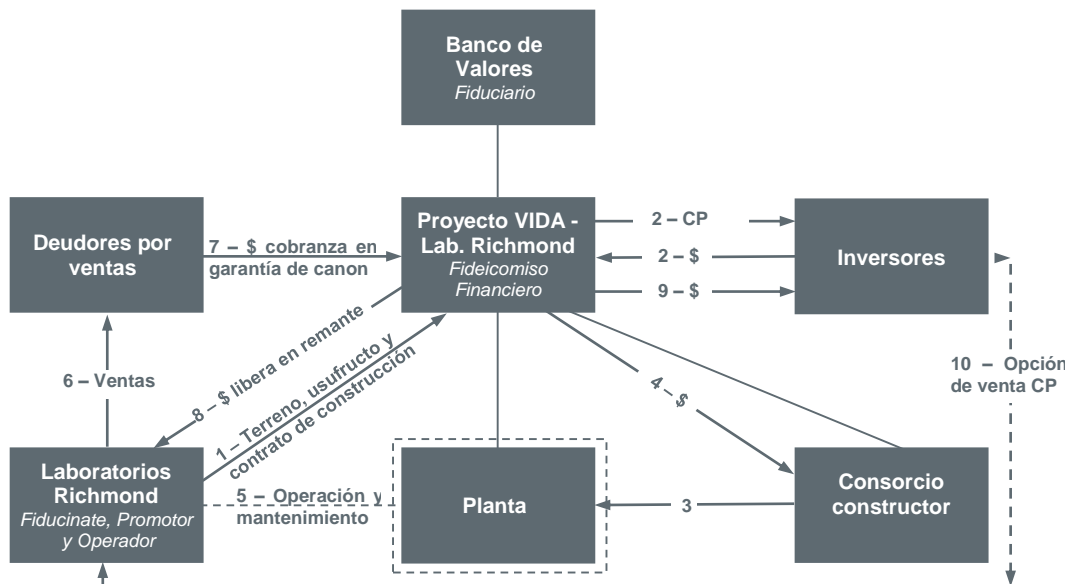 Banco de
Valores
Fiduciario
Deudores por
ventas
7 – $ cobranza en
garantía de canon
Proyecto VIDA -
Lab. Richmond
Fideicomiso
Financiero
2 – CP
2 – $
9 – $
Inversores
6 – Ventas
8 – $ libera en remante
1 – Terreno, usufructo y
contrato de construcción
4 – $
10 – Opción
de venta CP
Laboratorios
Richmond
Fiducinate, Promotor
y Operador
5 – Operación y
mantenimiento
Planta
3
Consorcio
constructor